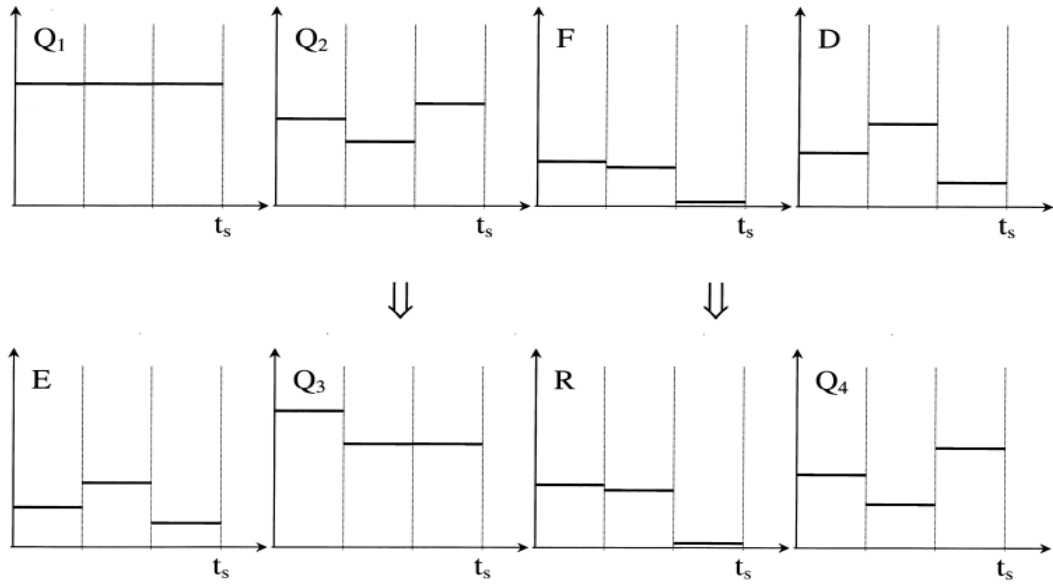 Q₁ Q₂ F D
tₛ tₛ tₛ tₛ
⇓ ⇓
E Q₃ R Q₄
tₛ tₛ tₛ tₛ